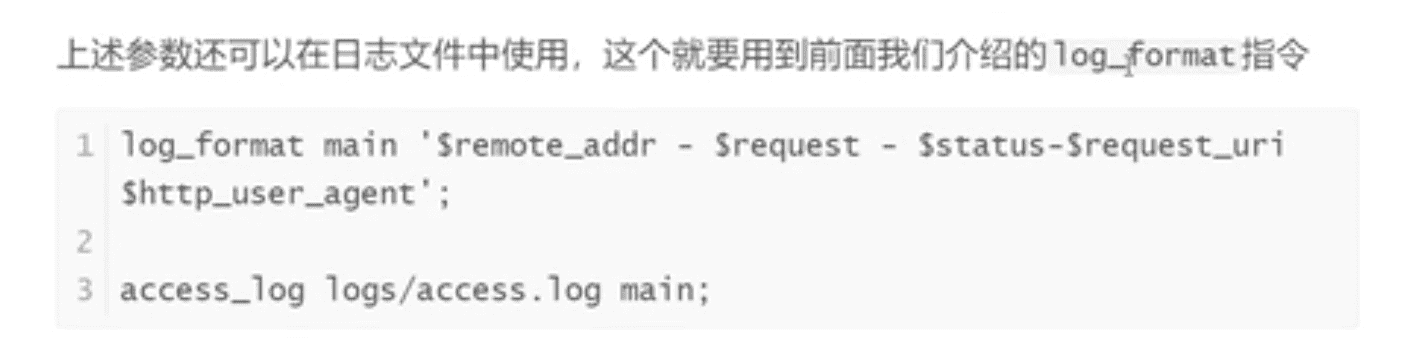 上述参数还可以在日志文件中使用，这个就要用到前面我们介绍的log_format指令
1 log_format main '$remote_addr - $request - $status-$request_uri
$http_user_agent';
2
3 access_log logs/access.log main;